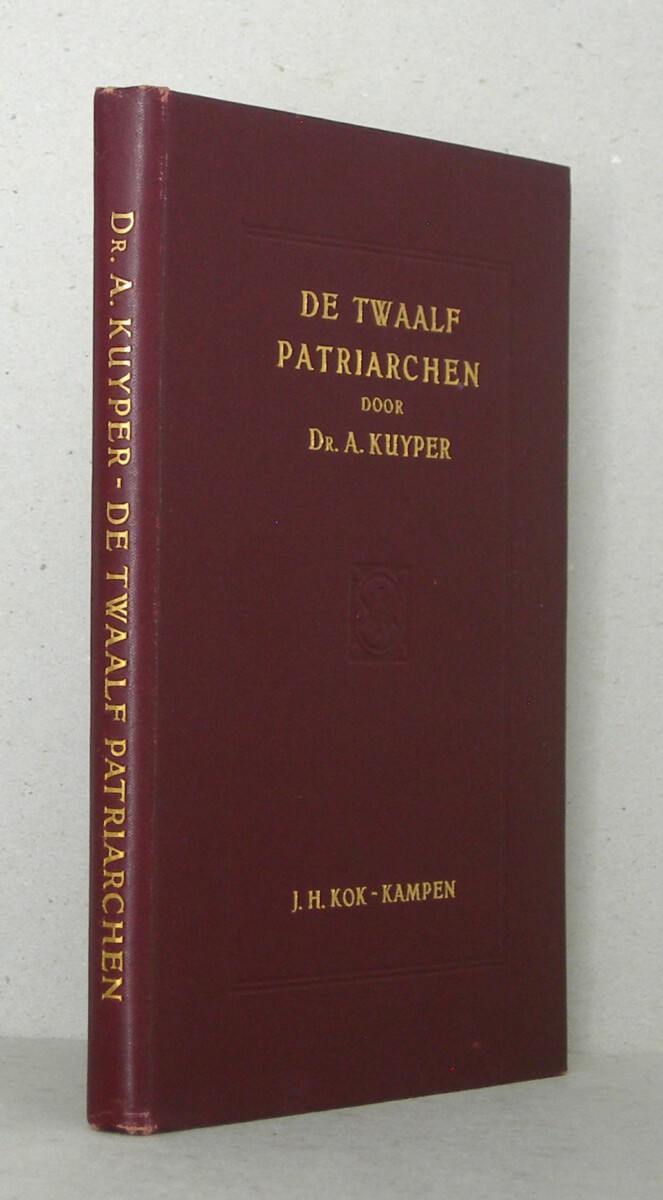 DR. A. KUYPER - DE TWAALF PATRIARCHEN
DE TWAALF
PATRIARCHEN
DOOR
DR. A. KUYPER
J. H. KOK - KAMPEN